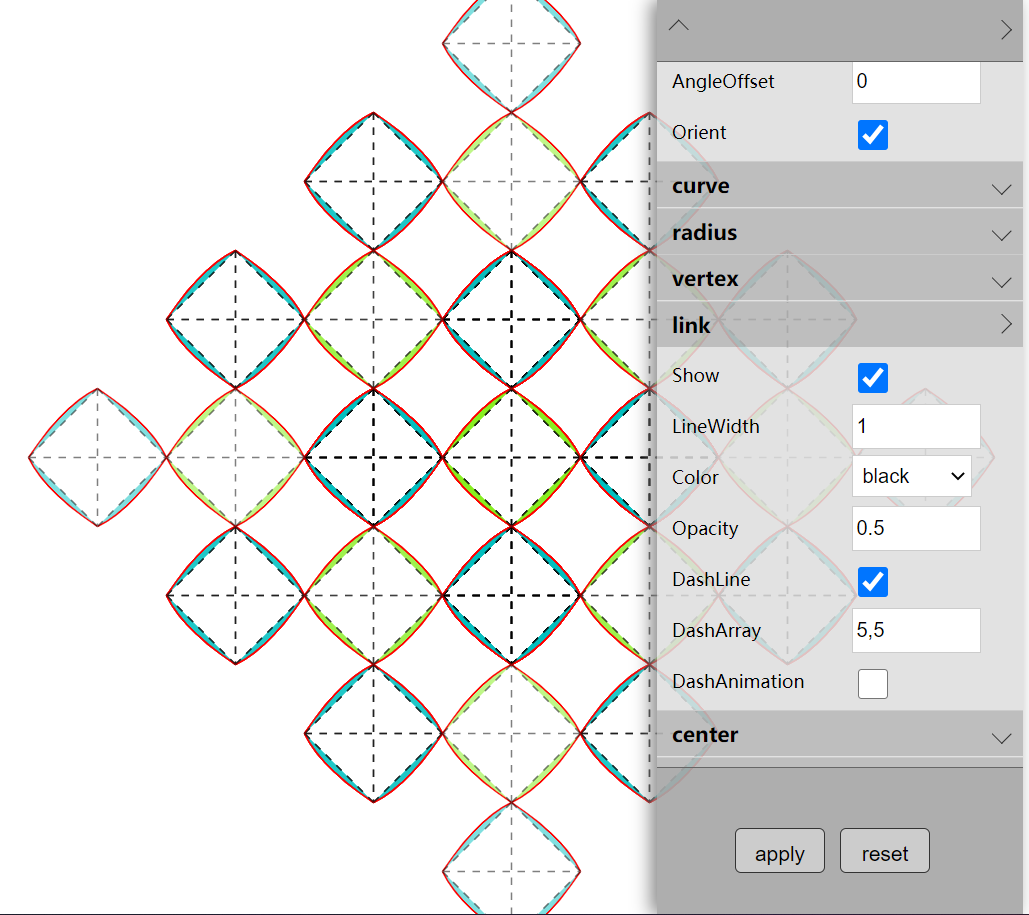 AngleOffset 0
Orient
curve
radius
vertex
link
Show
LineWidth 1
Color black
Opacity 0.5
DashLine
DashArray 5,5
DashAnimation
center
apply reset